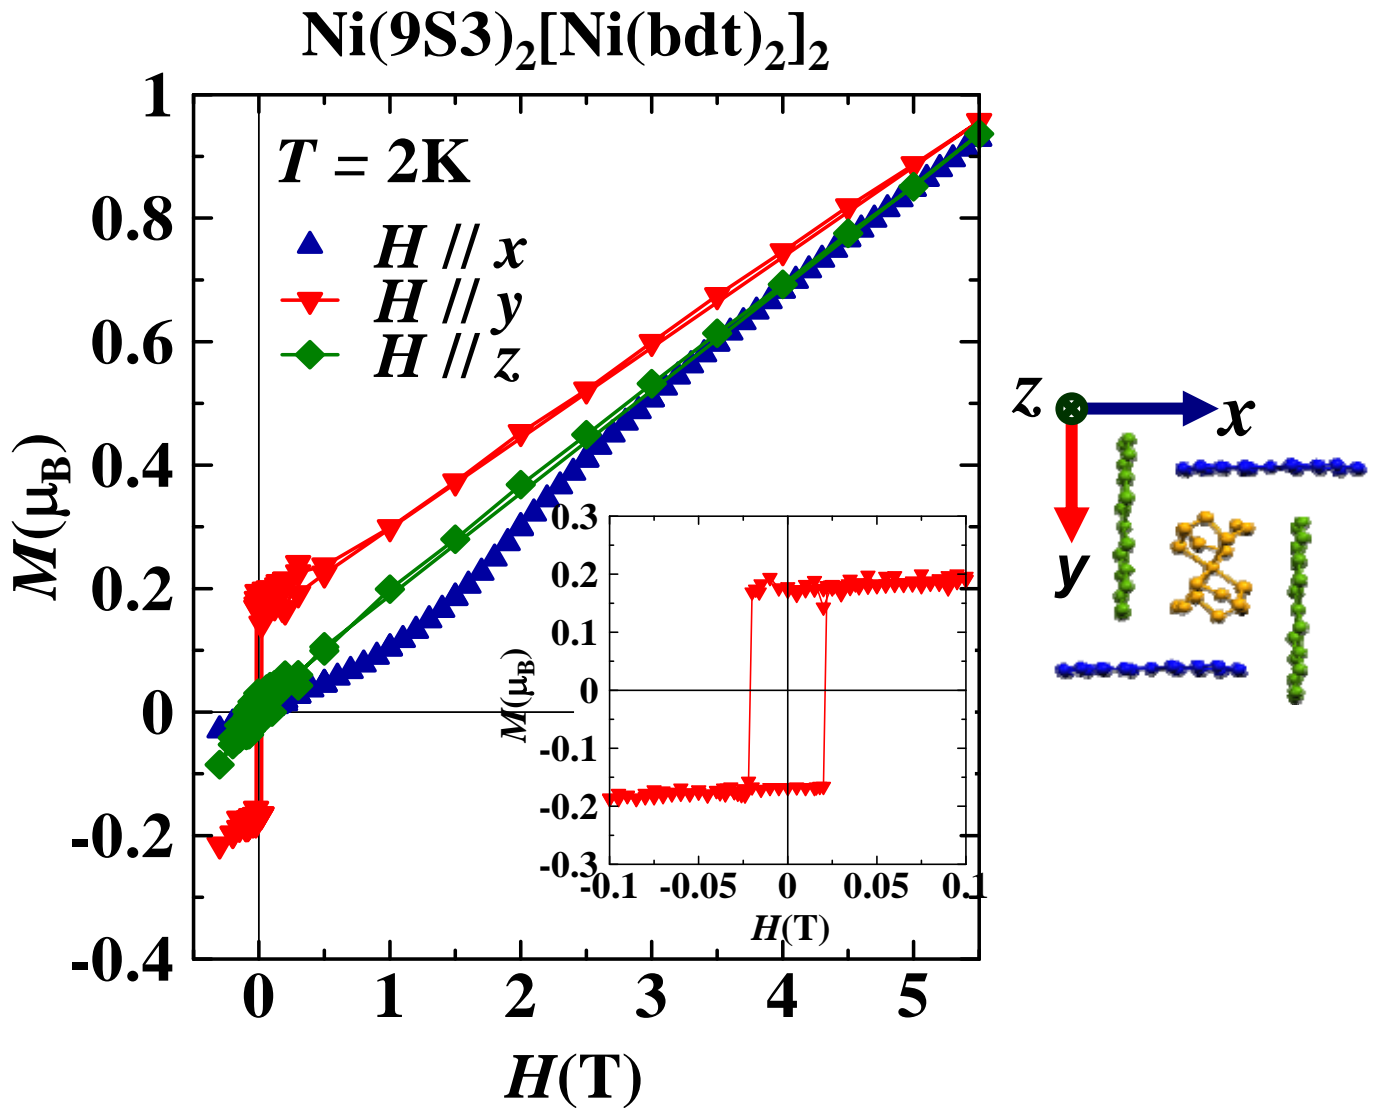 Ni(9S3)₂[Ni(bdt)₂]₂
T = 2K
H // x
H // y
H // z
M(μ_B)
1
0.8
0.6
0.4
0.2
0
-0.2
-0.4
0 1 2 3 4 5
H(T)
0.3
0.2
0.1
0
-0.1
-0.2
-0.3
M(μ_B)
-0.1 -0.05 0 0.05 0.1
H(T)
z x
y